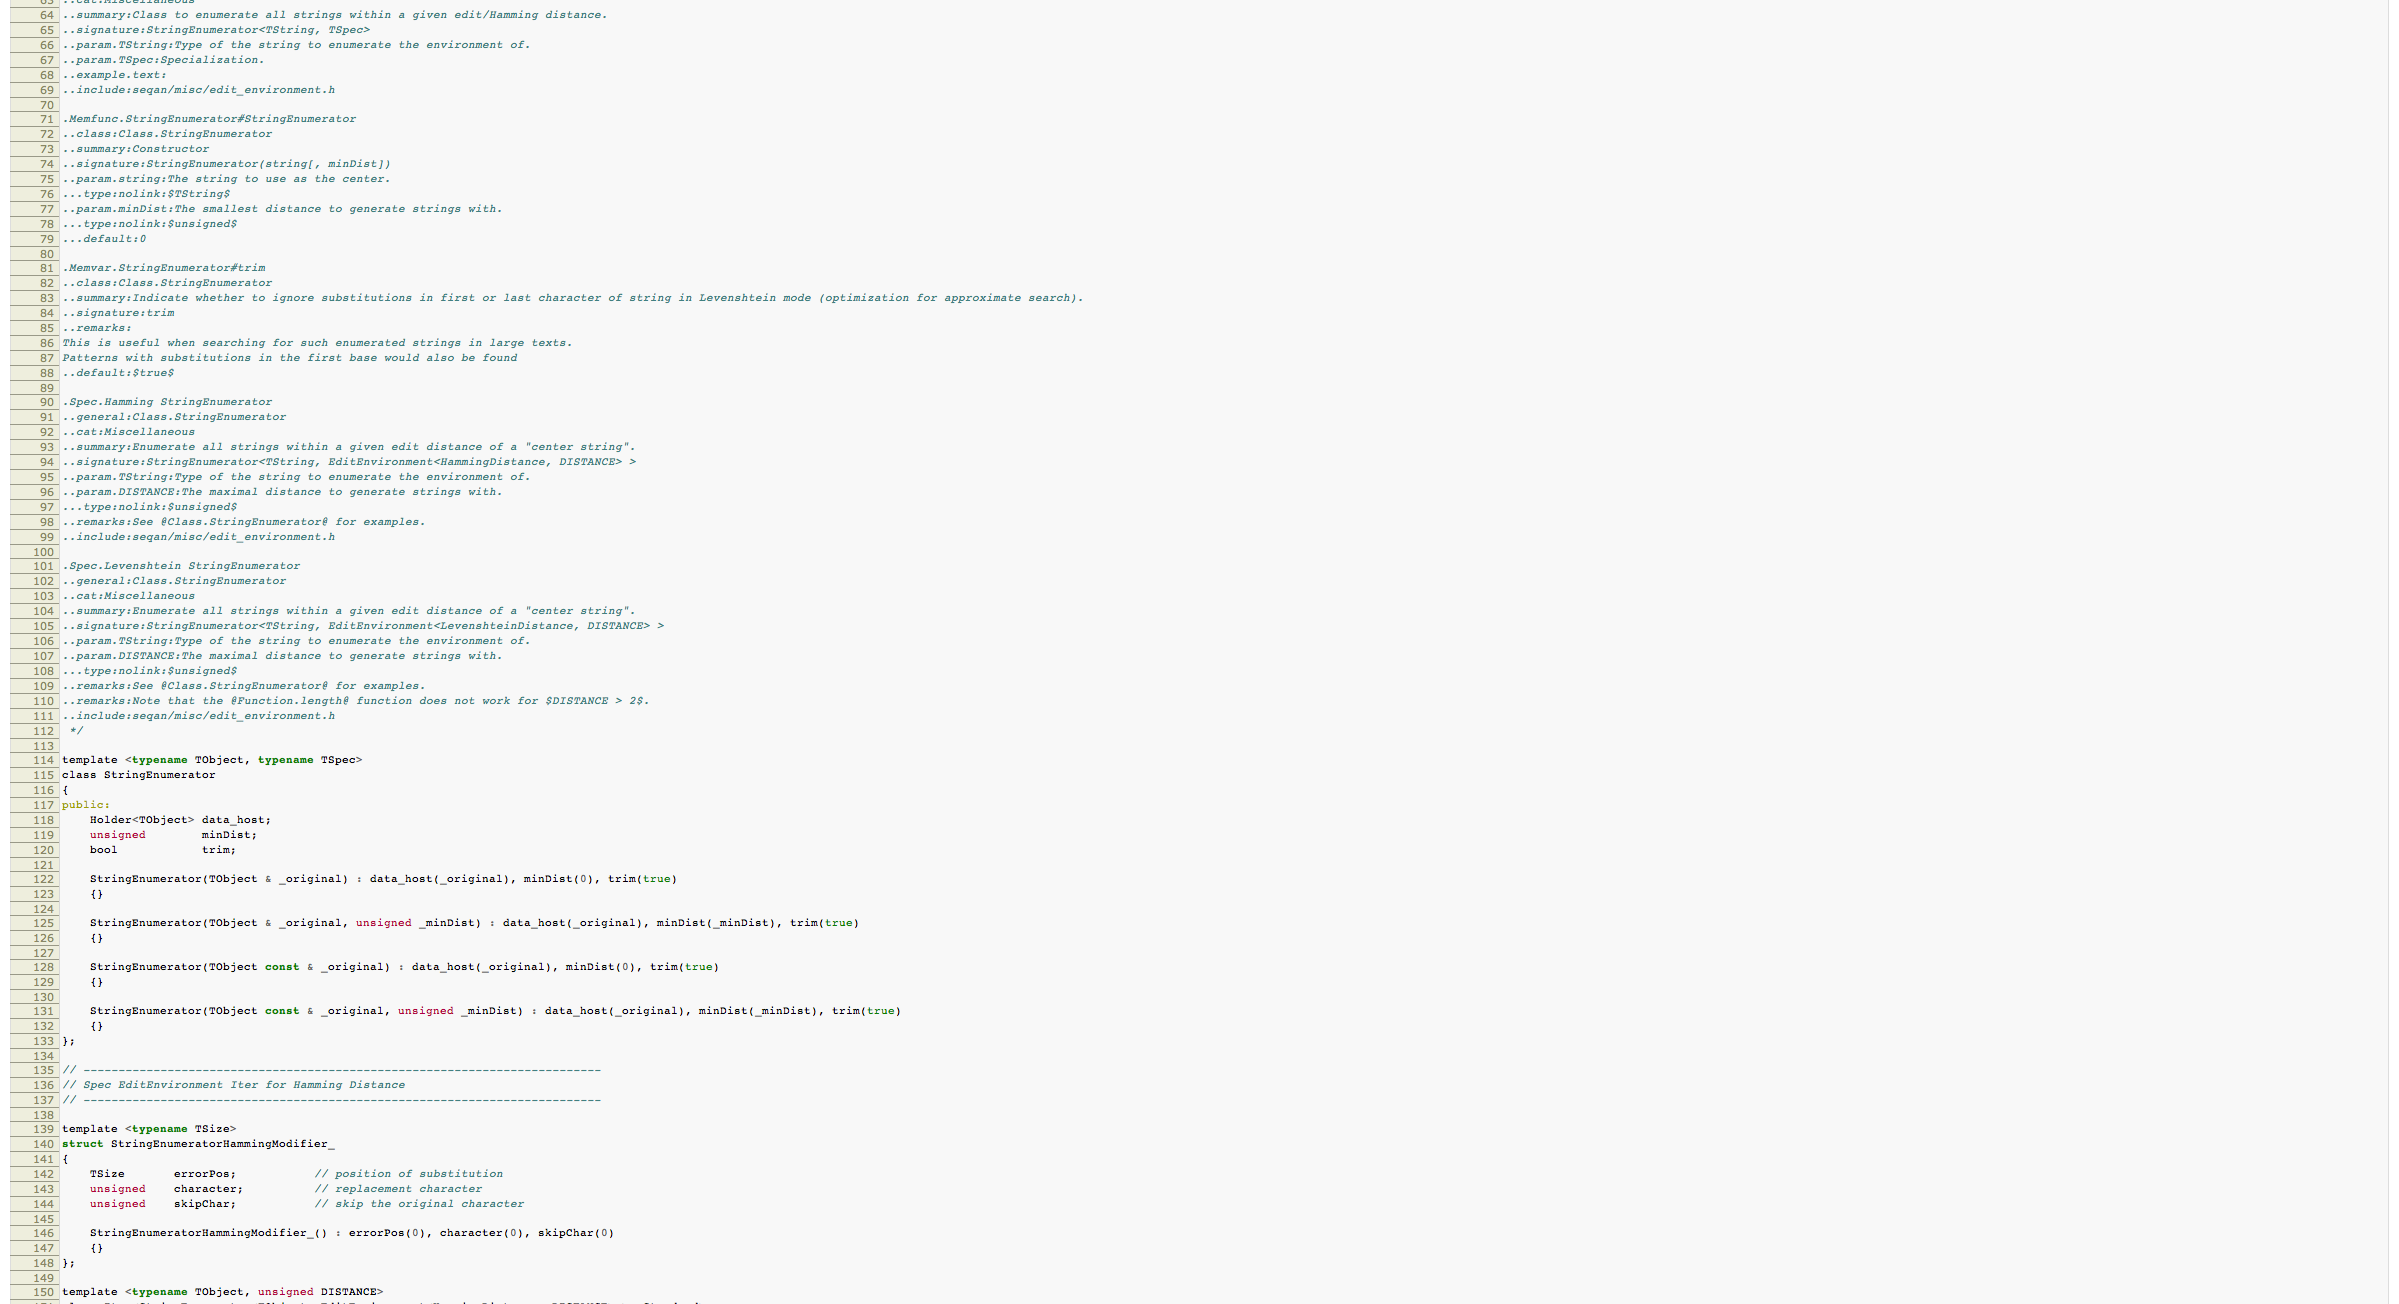 63 ..cat:Miscellaneous
64 ..summary:Class to enumerate all strings within a given edit/Hamming distance.
65 ..signature:StringEnumerator<TString, TSpec>
66 ..param.TString:Type of the string to enumerate the environment of.
67 ..param.TSpec:Specialization.
68 ..example.text:
69 ..include:seqan/misc/edit_environment.h
70
71 .Memfunc.StringEnumerator#StringEnumerator
72 ..class:Class.StringEnumerator
73 ..summary:Constructor
74 ..signature:StringEnumerator(string[, minDist])
75 ..param.string:The string to use as the center.
76 ...type:nolink:$TString$
77 ..param.minDist:The smallest distance to generate strings with.
78 ...type:nolink:$unsigned$
79 ...default:0
80
81 .Memvar.StringEnumerator#trim
82 ..class:Class.StringEnumerator
83 ..summary:Indicate whether to ignore substitutions in first or last character of string in Levenshtein mode (optimization for approximate search).
84 ..signature:trim
85 ..remarks:
86 This is useful when searching for such enumerated strings in large texts.
87 Patterns with substitutions in the first base would also be found
88 ..default:$true$
89
90 .Spec.Hamming StringEnumerator
91 ..general:Class.StringEnumerator
92 ..cat:Miscellaneous
93 ..summary:Enumerate all strings within a given edit distance of a "center string".
94 ..signature:StringEnumerator<TString, EditEnvironment<HammingDistance, DISTANCE> >
95 ..param.TString:Type of the string to enumerate the environment of.
96 ..param.DISTANCE:The maximal distance to generate strings with.
97 ...type:nolink:$unsigned$
98 ..remarks:See @Class.StringEnumerator@ for examples.
99 ..include:seqan/misc/edit_environment.h
100
101 .Spec.Levenshtein StringEnumerator
102 ..general:Class.StringEnumerator
103 ..cat:Miscellaneous
104 ..summary:Enumerate all strings within a given edit distance of a "center string".
105 ..signature:StringEnumerator<TString, EditEnvironment<LevenshteinDistance, DISTANCE> >
106 ..param.TString:Type of the string to enumerate the environment of.
107 ..param.DISTANCE:The maximal distance to generate strings with.
108 ...type:nolink:$unsigned$
109 ..remarks:See @Class.StringEnumerator@ for examples.
110 ..remarks:Note that the @Function.length@ function does not work for $DISTANCE > 2$.
111 ..include:seqan/misc/edit_environment.h
112  */
113
114 template <typename TObject, typename TSpec>
115 class StringEnumerator
116 {
117 public:
118     Holder<TObject> data_host;
119     unsigned        minDist;
120     bool            trim;
121
122     StringEnumerator(TObject & _original) : data_host(_original), minDist(0), trim(true)
123     {}
124
125     StringEnumerator(TObject & _original, unsigned _minDist) : data_host(_original), minDist(_minDist), trim(true)
126     {}
127
128     StringEnumerator(TObject const & _original) : data_host(_original), minDist(0), trim(true)
129     {}
130
131     StringEnumerator(TObject const & _original, unsigned _minDist) : data_host(_original), minDist(_minDist), trim(true)
132     {}
133 };
134
135 // --------------------------------------------------------------------------
136 // Spec EditEnvironment Iter for Hamming Distance
137 // --------------------------------------------------------------------------
138
139 template <typename TSize>
140 struct StringEnumeratorHammingModifier_
141 {
142     TSize       errorPos;           // position of substitution
143     unsigned    character;          // replacement character
144     unsigned    skipChar;           // skip the original character
145
146     StringEnumeratorHammingModifier_() : errorPos(0), character(0), skipChar(0)
147     {}
148 };
149
150 template <typename TObject, unsigned DISTANCE>